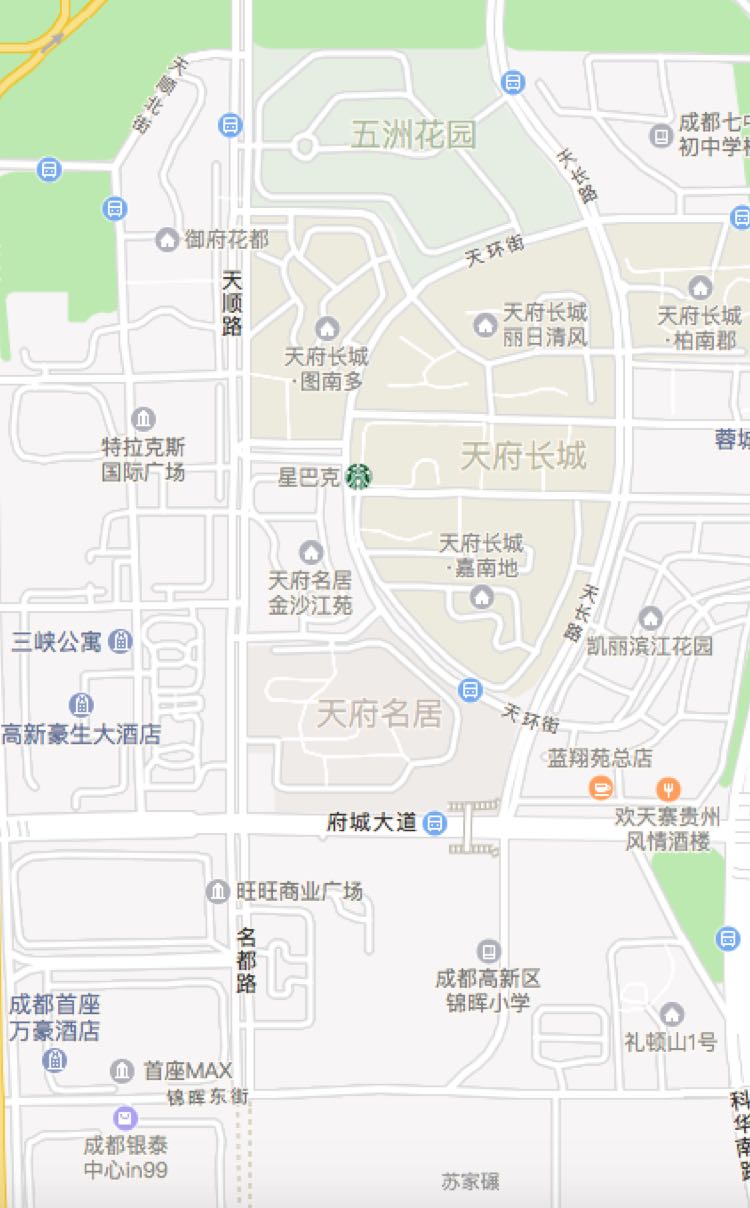 天顺北街
五洲花园
成都七中
初中学校
天长路
御府花都
天环街
天顺路
天府长城
·图南多
天府长城
丽日清风
天府长城
·柏南郡
特拉克斯
国际广场
天府长城
蓉城
星巴克
天府长城
·嘉南地
天府名居
金沙江苑
天长路
三峡公寓
凯丽滨江花园
高新豪生大酒店
天府名居
天环街
蓝翔苑总店
府城大道
欢天寨贵州
风情酒楼
旺旺商业广场
名都路
成都高新区
锦晖小学
成都首座
万豪酒店
礼顿山1号
首座MAX
锦晖东街
科华南路
成都银泰
中心in99
苏家碾